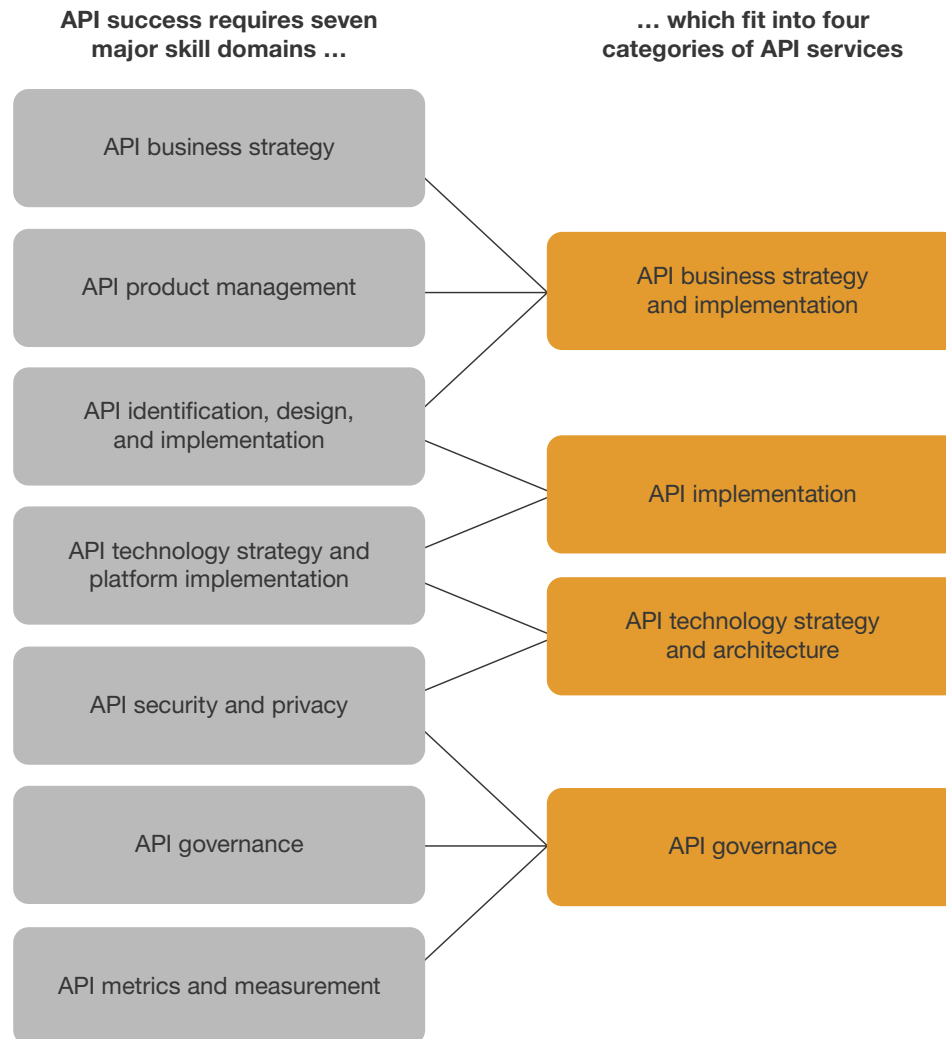 API success requires seven
major skill domains …
… which fit into four
categories of API services
API business strategy
API product management
API identification, design,
and implementation
API technology strategy and
platform implementation
API security and privacy
API governance
API metrics and measurement
API business strategy
and implementation
API implementation
API technology strategy
and architecture
API governance